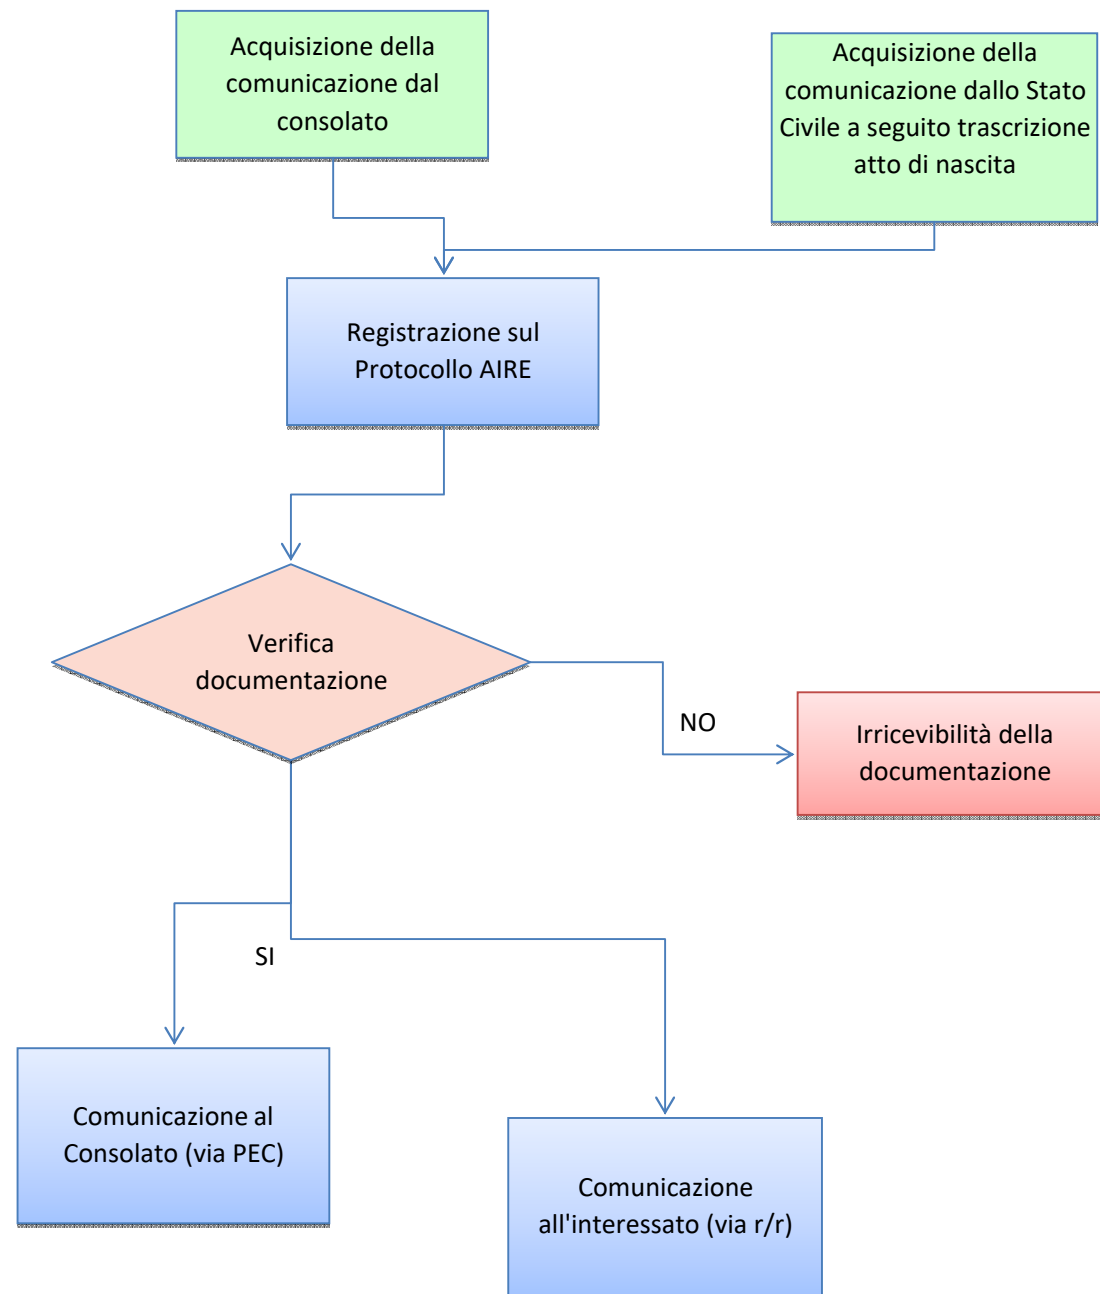 Acquisizione della
comunicazione dal
consolato
Acquisizione della
comunicazione dallo Stato
Civile a seguito trascrizione
atto di nascita
Registrazione sul
Protocollo AIRE
Verifica
documentazione
NO
Irricevibilità della
documentazione
SI
Comunicazione al
Consolato (via PEC)
Comunicazione
all'interessato (via r/r)